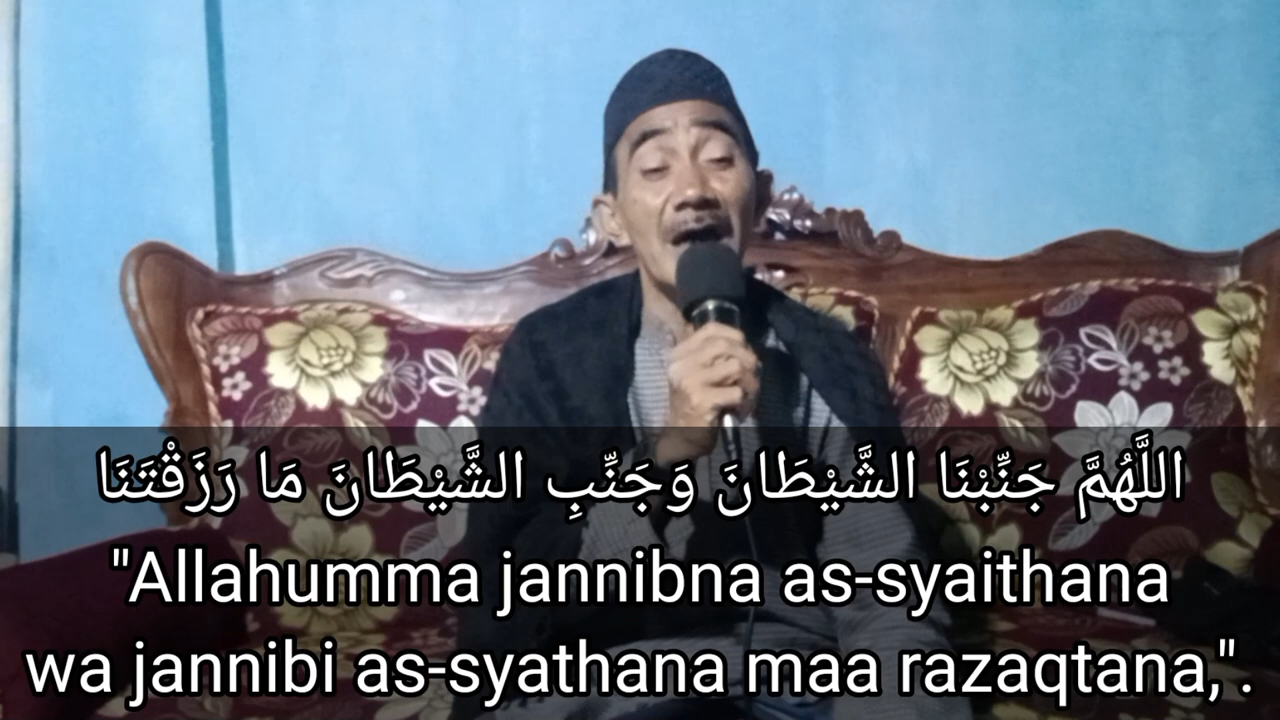 اللَّهُمَّ جَنِّبْنَا الشَّيْطَانَ وَجَنِّبِ الشَّيْطَانَ مَا رَزَقْتَنَا
"Allahumma jannibna as-syaithana
wa jannibi as-syathana maa razaqtana,".